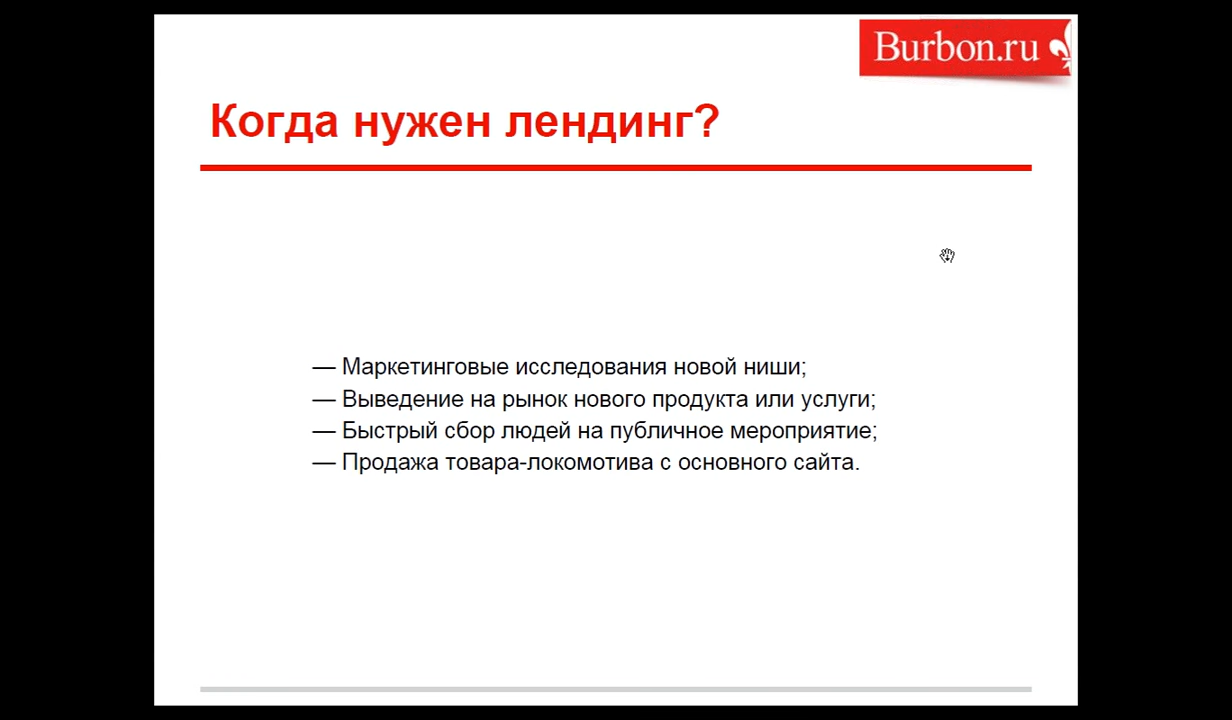 Burbon.ru
Когда нужен лендинг?
— Маркетинговые исследования новой ниши;
— Выведение на рынок нового продукта или услуги;
— Быстрый сбор людей на публичное мероприятие;
— Продажа товара-локомотива с основного сайта.